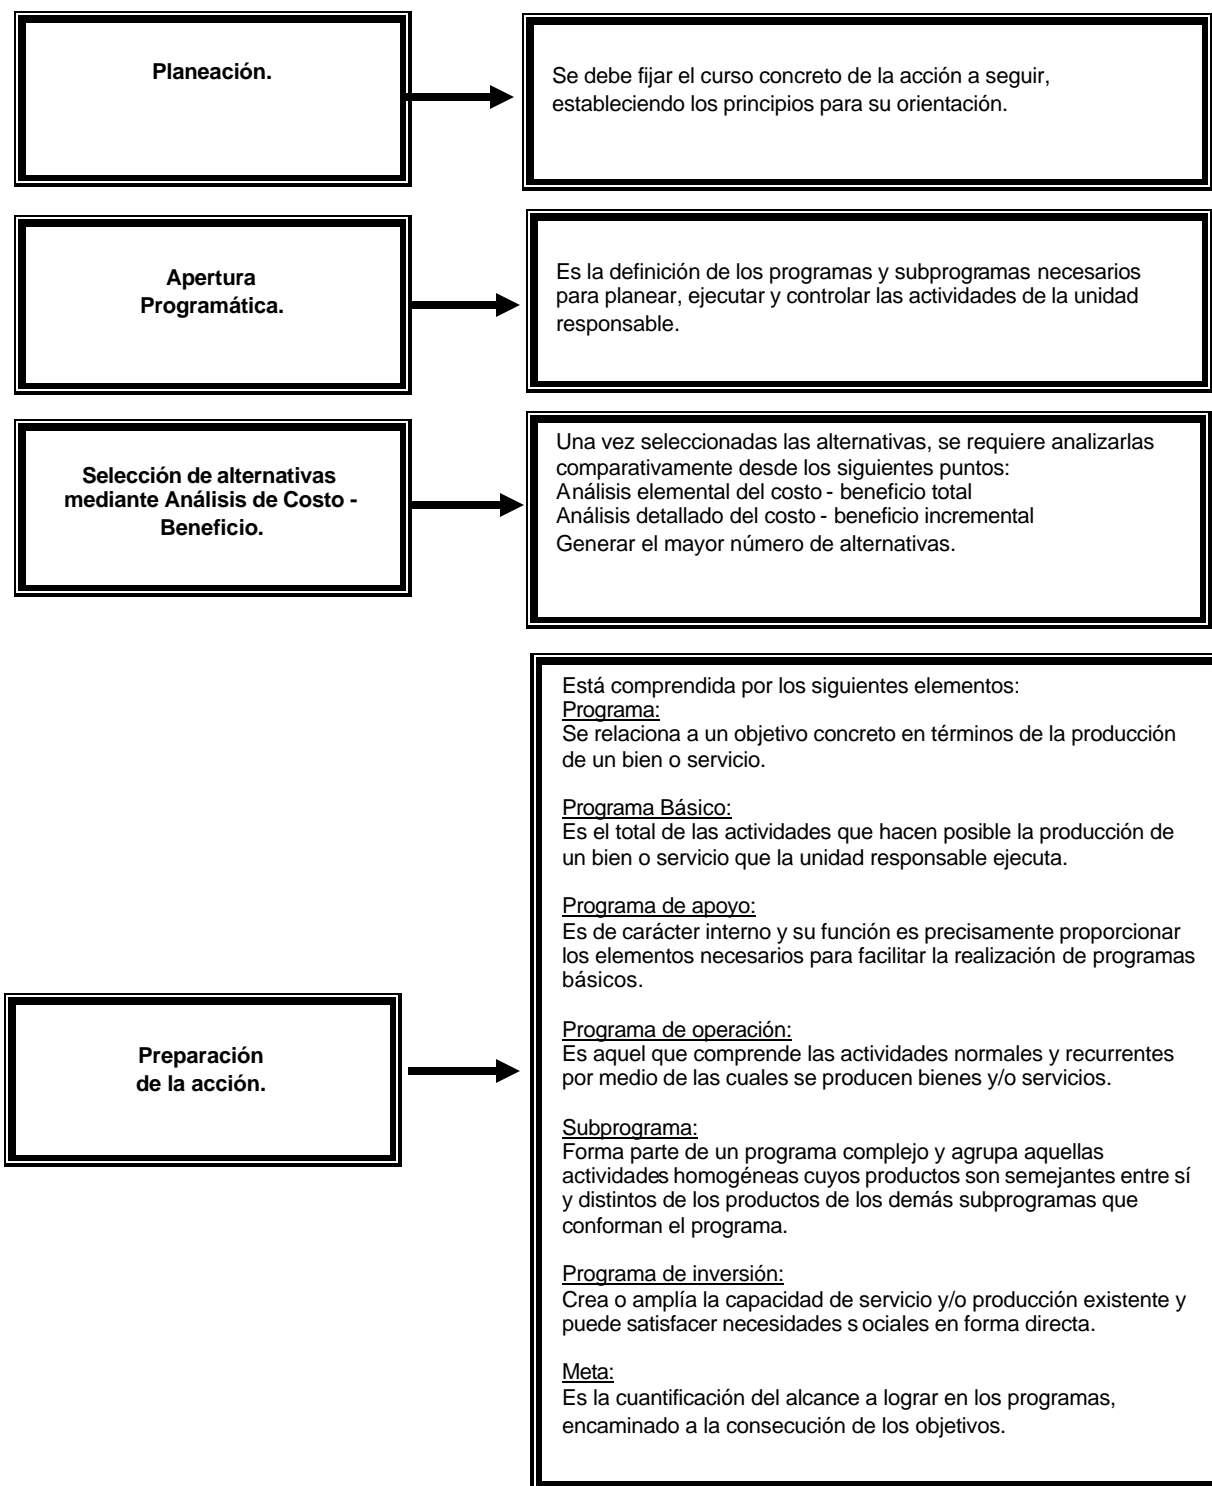 Planeación.
Se debe fijar el curso concreto de la acción a seguir,
estableciendo los principios para su orientación.
Apertura
Programática.
Es la definición de los programas y subprogramas necesarios
para planear, ejecutar y controlar las actividades de la unidad
responsable.
Selección de alternativas
mediante Análisis de Costo -
Beneficio.
Una vez seleccionadas las alternativas, se requiere analizarlas
comparativamente desde los siguientes puntos:
Análisis elemental del costo - beneficio total
Análisis detallado del costo - beneficio incremental
Generar el mayor número de alternativas.
Preparación
de la acción.
Está comprendida por los siguientes elementos:
Programa:
Se relaciona a un objetivo concreto en términos de la producción
de un bien o servicio.
Programa Básico:
Es el total de las actividades que hacen posible la producción de
un bien o servicio que la unidad responsable ejecuta.
Programa de apoyo:
Es de carácter interno y su función es precisamente proporcionar
los elementos necesarios para facilitar la realización de programas
básicos.
Programa de operación:
Es aquel que comprende las actividades normales y recurrentes
por medio de las cuales se producen bienes y/o servicios.
Subprograma:
Forma parte de un programa complejo y agrupa aquellas
actividades homogéneas cuyos productos son semejantes entre sí
y distintos de los productos de los demás subprogramas que
conforman el programa.
Programa de inversión:
Crea o amplía la capacidad de servicio y/o producción existente y
puede satisfacer necesidades s ociales en forma directa.
Meta:
Es la cuantificación del alcance a lograr en los programas,
encaminado a la consecución de los objetivos.